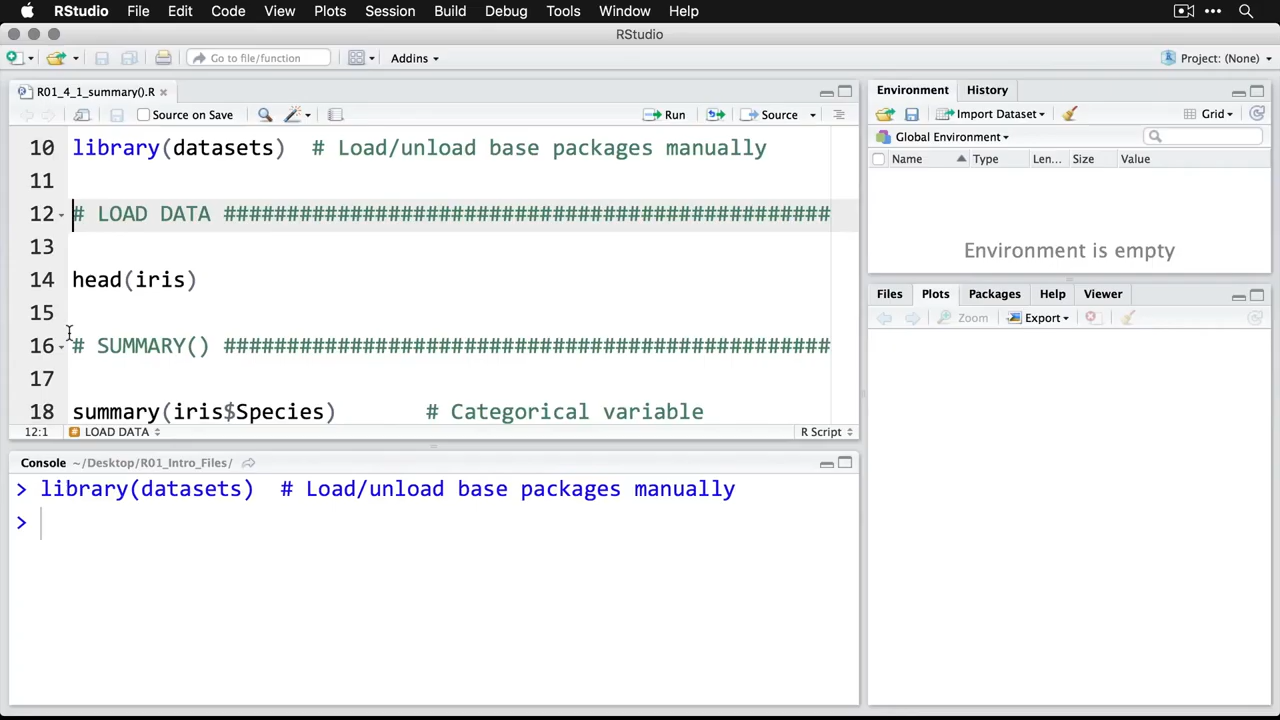 RStudio File Edit Code View Plots Session Build Debug Tools Window Help
RStudio
Go to file/function Addins Project: (None)
R01_4_1_summary().R
Source on Save Run Source
10 library(datasets)  # Load/unload base packages manually
11
12 # LOAD DATA #################################################
13
14 head(iris)
15
16 # SUMMARY() #################################################
17
18 summary(iris$Species)       # Categorical variable
12:1 # LOAD DATA R Script
Console ~/Desktop/R01_Intro_Files/
> library(datasets)  # Load/unload base packages manually
>
Environment History
Import Dataset Grid
Global Environment
Name Type Len... Size Value
Environment is empty
Files Plots Packages Help Viewer
Zoom Export